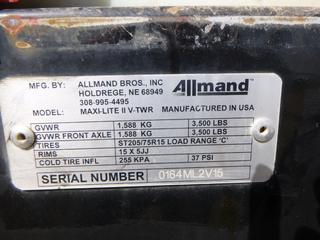 MFG. BY: ALLMAND BROS., INC
HOLDREGE, NE 68949
308-995-4495
Allmand
MODEL: MAXI-LITE II V-TWR MANUFACTURED IN USA
GVWR 1,588 KG 3,500 LBS
GVWR FRONT AXLE 1,588 KG 3,500 LBS
TIRES ST205/75R15 LOAD RANGE 'C'
RIMS 15 X 5JJ
COLD TIRE INFL 255 KPA 37 PSI
SERIAL NUMBER 0164ML2V15